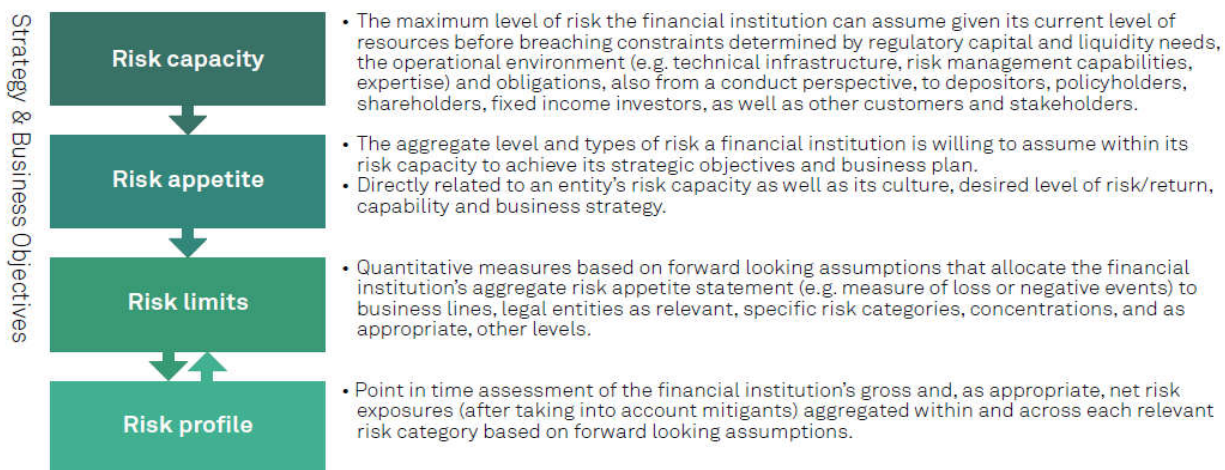 Strategy & Business Objectives
Risk capacity
• The maximum level of risk the financial institution can assume given its current level of
resources before breaching constraints determined by regulatory capital and liquidity needs,
the operational environment (e.g. technical infrastructure, risk management capabilities,
expertise) and obligations, also from a conduct perspective, to depositors, policyholders,
shareholders, fixed income investors, as well as other customers and stakeholders.
Risk appetite
• The aggregate level and types of risk a financial institution is willing to assume within its
risk capacity to achieve its strategic objectives and business plan.
• Directly related to an entity's risk capacity as well as its culture, desired level of risk/return,
capability and business strategy.
Risk limits
• Quantitative measures based on forward looking assumptions that allocate the financial
institution's aggregate risk appetite statement (e.g. measure of loss or negative events) to
business lines, legal entities as relevant, specific risk categories, concentrations, and as
appropriate, other levels.
Risk profile
• Point in time assessment of the financial institution's gross and, as appropriate, net risk
exposures (after taking into account mitigants) aggregated within and across each relevant
risk category based on forward looking assumptions.